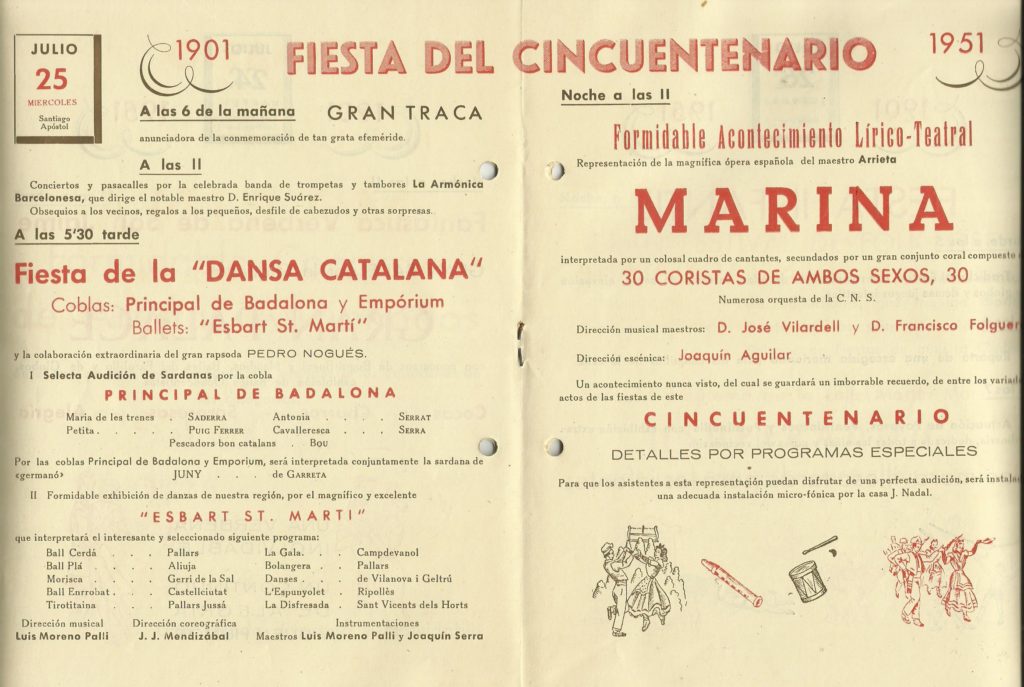 JULIO
25
MIERCOLES
Santiago
Apóstol
1901 FIESTA DEL CINCUENTENARIO 1951
A las 6 de la mañana GRAN TRACA
anunciadora de la conmemoración de tan grata efeméride.
A las 11
Conciertos y pasacalles por la celebrada banda de trompetas y tambores La Armónica
Barcelonesa, que dirige el notable maestro D. Enrique Suárez.
Obsequios a los vecinos, regalos a los pequeños, desfile de cabezudos y otras sorpresas.
A las 5'30 tarde
Fiesta de la "DANSA CATALANA"
Coblas: Principal de Badalona y Empórium
Ballets: "Esbart St. Martí"
y la colaboración extraordinaria del gran rapsoda PEDRO NOGUÉS.
I Selecta Audición de Sardanas por la cobla
PRINCIPAL DE BADALONA
Maria de les trenes . SADERRA Antonia . . . . SERRAT
Petita . . . . . PUIG FERRER Cavalleresca . . . SERRA
Pescadors bon catalans . BOU
Por las coblas Principal de Badalona y Emporium, será interpretada conjuntamente la sardana de
«germanó» JUNY . . . de GARRETA
II Formidable exhibición de danzas de nuestra región, por el magnífico y excelente
"ESBART ST. MARTI"
que interpretará el interesante y seleccionado siguiente programa:
Ball Cerdá . . . Pallars La Gala. . . Campdevanol
Ball Plá . . . . Aliuja Bolangera . . Pallars
Morisca . . . . Gerri de la Sal Danses . . . de Vilanova i Geltrú
Ball Enrrobat . . . Castellciutat L'Espunyolet . Ripollès
Tirotitaina . . . Pallars Jussá La Disfresada . Sant Vicents dels Horts
Dirección musical Dirección coreográfica Instrumentaciones
Luis Moreno Palli J. J. Mendizábal Maestros Luis Moreno Palli y Joaquín Serra
Noche a las 11
Formidable Acontecimiento Lírico-Teatral
Representación de la magnifica ópera española del maestro Arrieta
MARINA
interpretada por un colosal cuadro de cantantes, secundados por un gran conjunto coral compuesto
30 CORISTAS DE AMBOS SEXOS, 30
Numerosa orquesta de la C. N. S.
Dirección musical maestros: D. José Vilardell y D. Francisco Folguer
Dirección escénica: Joaquín Aguilar
Un acontecimiento nunca visto, del cual se guardará un imborrable recuerdo, de entre los variad
actos de las fiestas de este
CINCUENTENARIO
DETALLES POR PROGRAMAS ESPECIALES
Para que los asistentes a esta representación puedan disfrutar de una perfecta audición, será instala
una adecuada instalación micro-fónica por la casa J. Nadal.